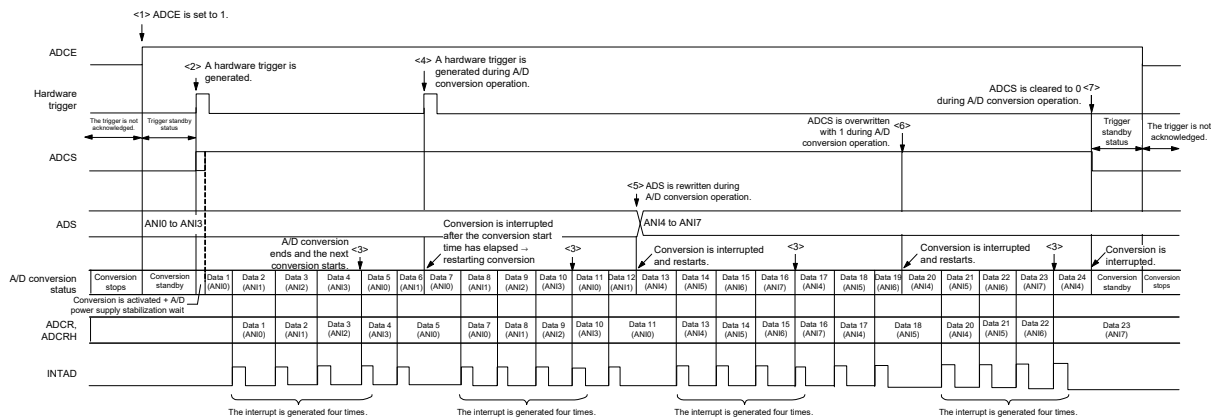 <1> ADCE is set to 1.
ADCE
<2> A hardware trigger is
generated.
<4> A hardware trigger is
generated during A/D
conversion operation.
ADCS is cleared to 0 <7>
during A/D conversion operation.
Hardware
trigger
The trigger is not
acknowledged.
Trigger standby
status
ADCS is overwritten
with 1 during A/D <6>
conversion operation.
Trigger
standby
status
The trigger is not
acknowledged.
ADCS
<5> ADS is rewritten during
A/D conversion operation.
ADS
ANI0 to ANI3
ANI4 to ANI7
A/D conversion
ends and the next <3>
conversion starts.
Conversion is interrupted
after the conversion start
time has elapsed →
restarting conversion
<3>
Conversion is interrupted
and restarts.
<3>
Conversion is interrupted
and restarts.
<3>
Conversion is
interrupted.
A/D conversion
status
Conversion
stops
Conversion
standby
Data 1
(ANI0)
Data 2
(ANI1)
Data 3
(ANI2)
Data 4
(ANI3)
Data 5
(ANI0)
Data 6
(ANI1)
Data 7
(ANI0)
Data 8
(ANI1)
Data 9
(ANI2)
Data 10
(ANI3)
Data 11
(ANI0)
Data 12
(ANI1)
Data 13
(ANI4)
Data 14
(ANI5)
Data 15
(ANI6)
Data 16
(ANI7)
Data 17
(ANI4)
Data 18
(ANI5)
Data 19
(ANI6)
Data 20
(ANI4)
Data 21
(ANI5)
Data 22
(ANI6)
Data 23
(ANI7)
Data 24
(ANI4)
Conversion
standby
Conversion
stops
Conversion is activated + A/D
power supply stabilization wait
ADCR,
ADCRH
Data 1
(ANI0)
Data 2
(ANI1)
Data 3
(ANI2)
Data 4
(ANI3)
Data 5
(ANI0)
Data 7
(ANI0)
Data 8
(ANI1)
Data 9
(ANI2)
Data 10
(ANI3)
Data 11
(ANI0)
Data 13
(ANI4)
Data 14
(ANI5)
Data 15
(ANI6)
Data 16
(ANI7)
Data 17
(ANI4)
Data 18
(ANI5)
Data 20
(ANI4)
Data 21
(ANI5)
Data 22
(ANI6)
Data 23
(ANI7)
INTAD
The interrupt is generated four times.
The interrupt is generated four times.
The interrupt is generated four times.
The interrupt is generated four times.